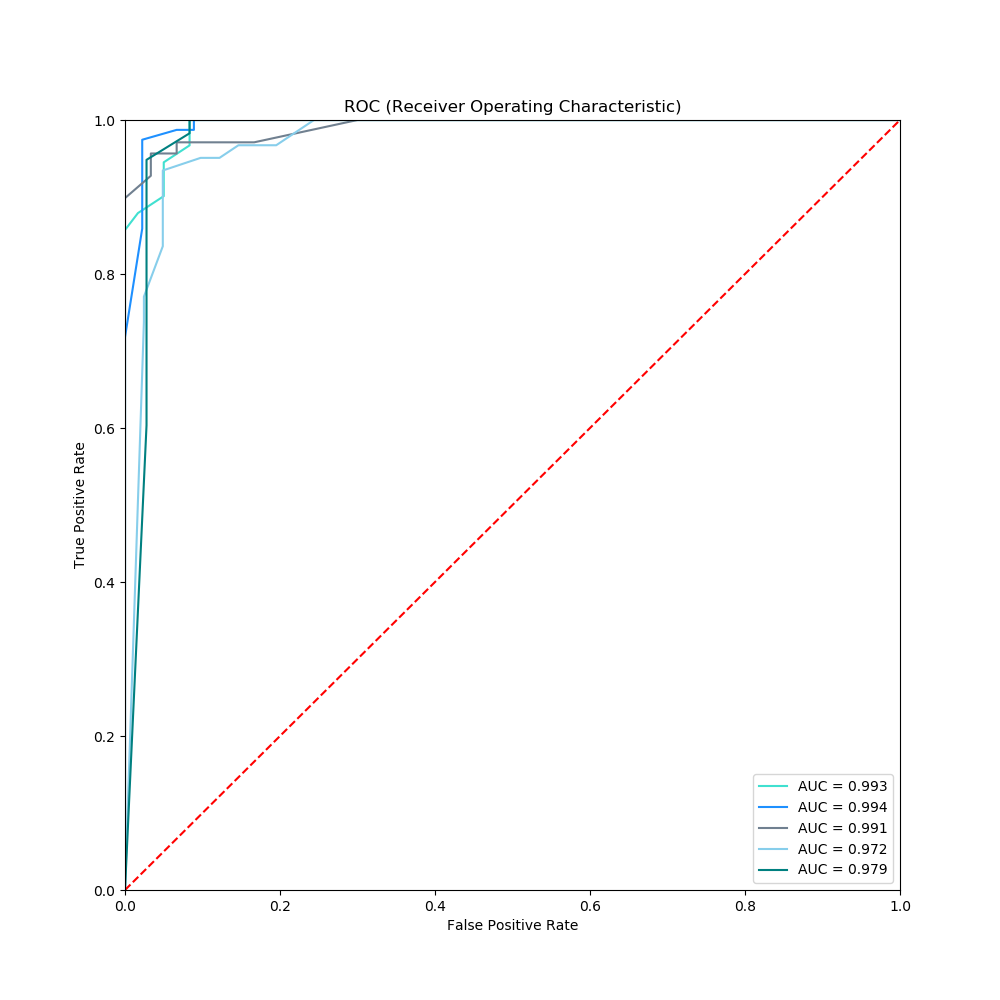 ROC (Receiver Operating Characteristic)
1.0
0.8
0.6
0.4
0.2
0.0
True Positive Rate
AUC = 0.993
AUC = 0.994
AUC = 0.991
AUC = 0.972
AUC = 0.979
0.0 0.2 0.4 0.6 0.8 1.0
False Positive Rate